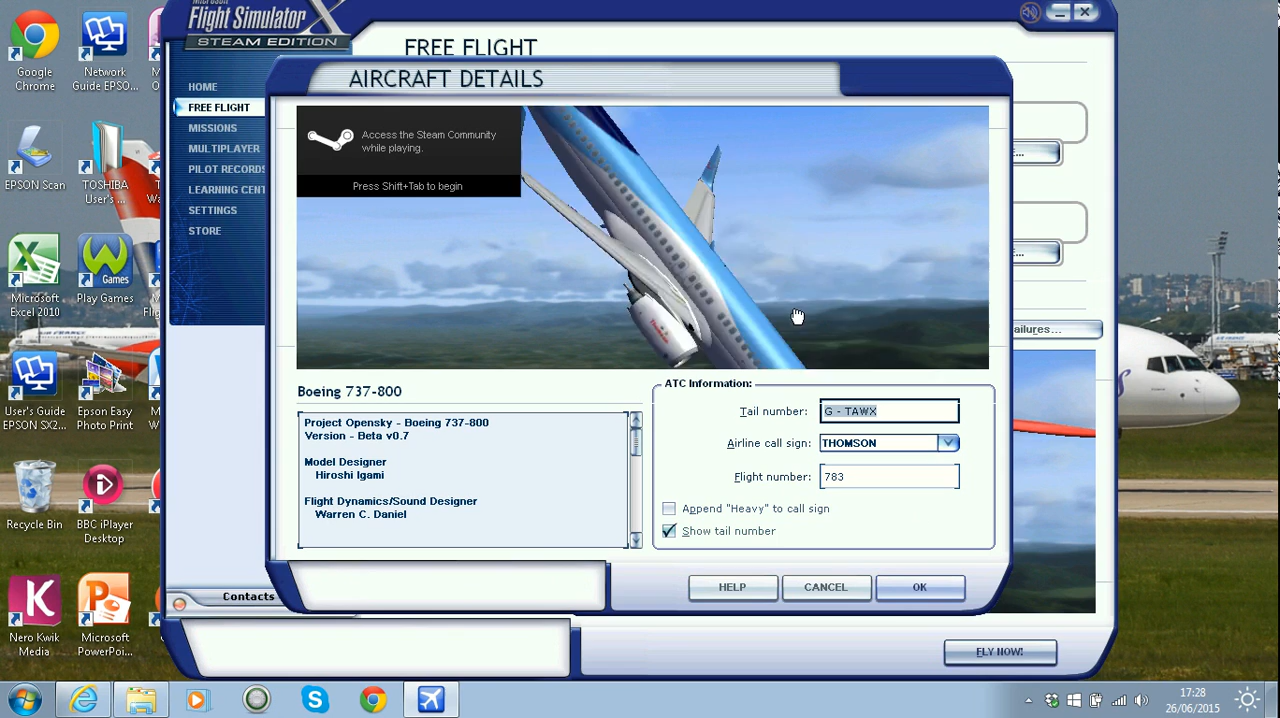 Microsoft
Flight Simulator X
STEAM EDITION
FREE FLIGHT
AIRCRAFT DETAILS
HOME
FREE FLIGHT
MISSIONS
MULTIPLAYER
PILOT RECORDS
LEARNING CENT
SETTINGS
STORE
Access the Steam Community
while playing.
Press Shift+Tab to begin
Boeing 737-800
Project Opensky - Boeing 737-800
Version - Beta v0.7
Model Designer
Hiroshi Igami
Flight Dynamics/Sound Designer
Warren C. Daniel
ATC Information:
Tail number: G - TAWX
Airline call sign: THOMSON
Flight number: 783
Append "Heavy" to call sign
Show tail number
HELP
CANCEL
OK
ailures...
Contacts
FLY NOW!
Google
Chrome
Network
Guide EPSO...
EPSON Scan
TOSHIBA
User's ...
Microsoft
Excel 2010
Games
Play Games
User's Guide
EPSON SX2...
Epson Easy
Photo Print
Recycle Bin
BBC iPlayer
Desktop
Nero Kwik
Media
Microsoft
PowerPoi...
AIR FRANCE
17:28
26/06/2015